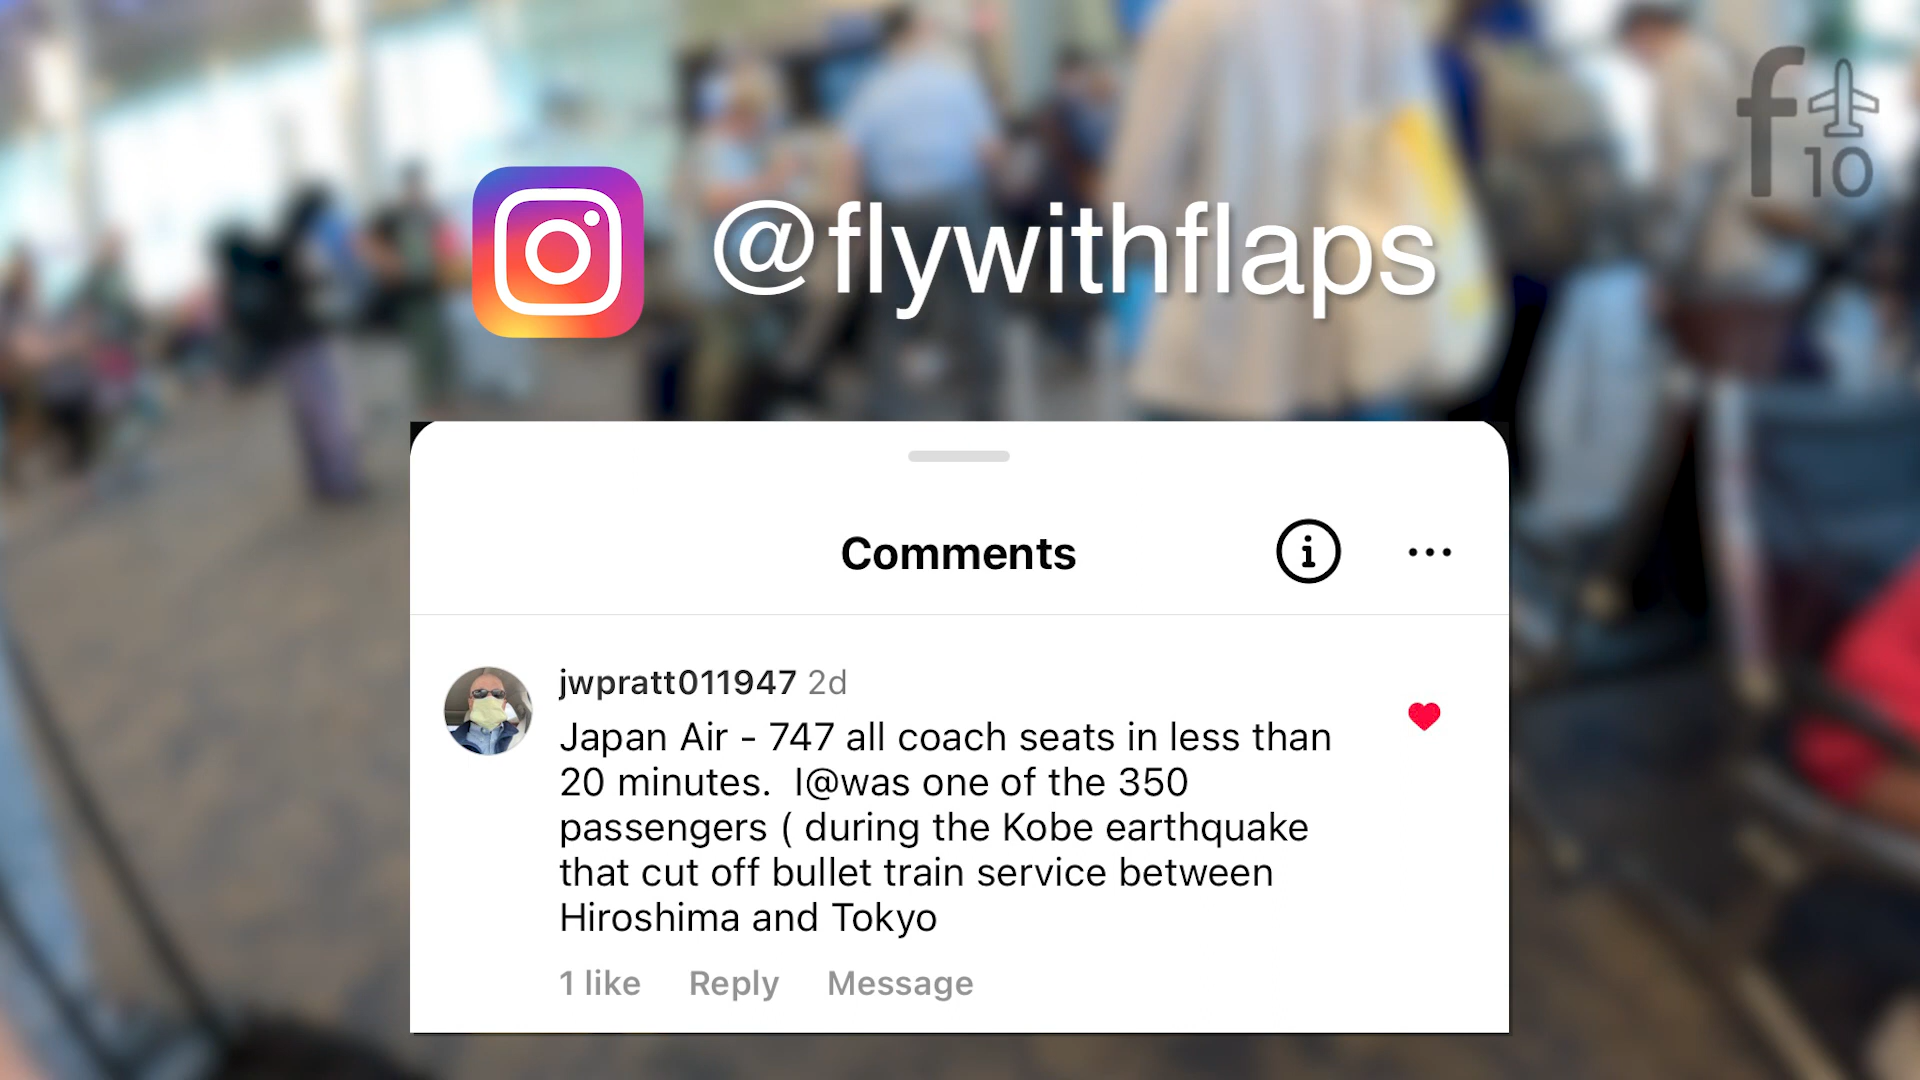 f10
@flywithflaps
Comments
jwpratt011947 2d
Japan Air - 747 all coach seats in less than
20 minutes.  I@was one of the 350
passengers ( during the Kobe earthquake
that cut off bullet train service between
Hiroshima and Tokyo
1 like Reply Message